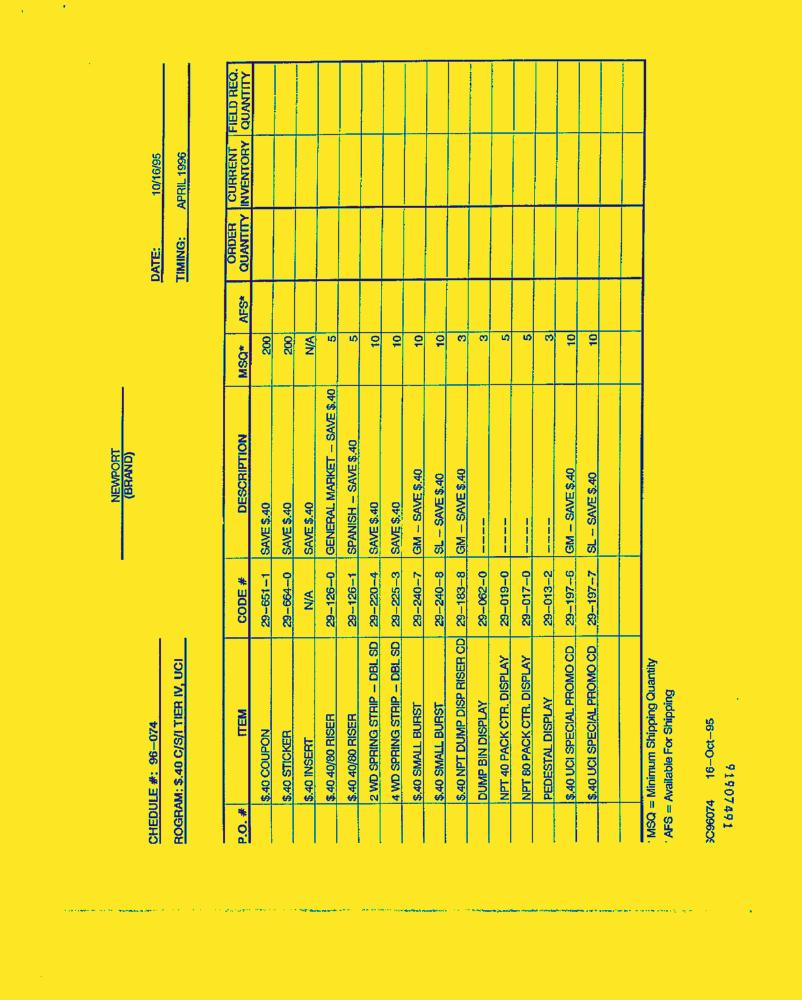 NEWPORT
(BRAND)
CHEDULE #: 96-074 DATE: 10/16/95
ROGRAM: $.40 C/S/I TIER IV, UCI TIMING: APRIL 1996
P.O. # ITEM CODE # DESCRIPTION MSQ* AFS* ORDER QUANTITY CURRENT INVENTORY FIELD REQ. QUANTITY
$.40 COUPON 29-651-1 SAVE $.40 200
$.40 STICKER 29-664-0 SAVE $.40 200
$.40 INSERT N/A SAVE $.40 N/A
$.40 40/80 RISER 29-126-0 GENERAL MARKET - SAVE $.40 5
$.40 40/80 RISER 29-126-1 SPANISH - SAVE $.40 5
2 WD SPRING STRIP - DBL SD 29-220-4 SAVE $.40 10
4 WD SPRING STRIP - DBL SD 29-225-3 SAVE $.40 10
$.40 SMALL BURST 29-240-7 GM - SAVE $.40 10
$.40 SMALL BURST 29-240-8 SL - SAVE $.40 10
$.40 NPT DUMP DISP RISER CD 29-183-8 GM - SAVE $.40 3
DUMP BIN DISPLAY 29-062-0 ---- 3
NPT 40 PACK CTR. DISPLAY 29-019-0 ---- 5
NPT 80 PACK CTR. DISPLAY 29-017-0 ---- 5
PEDESTAL DISPLAY 29-013-2 ---- 3
$.40 UCI SPECIAL PROMO CD 29-197-6 GM - SAVE $.40 10
$.40 UCI SPECIAL PROMO CD 29-197-7 SL - SAVE $.40 10
' MSQ = Minimum Shipping Quantity
' AFS = Available For Shipping
SC96074 16-Oct-95
91907491